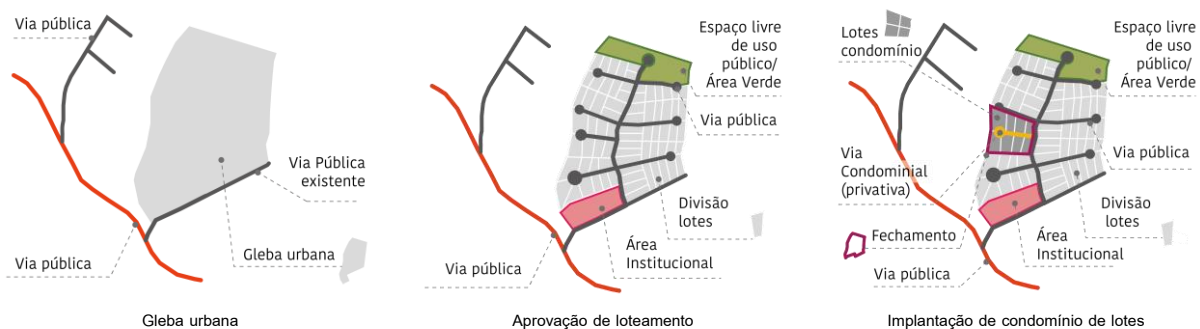 Via pública
Via Pública
existente
Via pública
Gleba urbana
Gleba urbana
Espaço livre
de uso
público/
Área Verde
Via pública
Divisão
lotes
Área
Institucional
Via pública
Aprovação de loteamento
Lotes
condomínio
Espaço livre
de uso
público/
Área Verde
Via pública
Via
Condominial
(privativa)
Divisão
lotes
Fechamento
Área
Institucional
Via pública
Implantação de condomínio de lotes